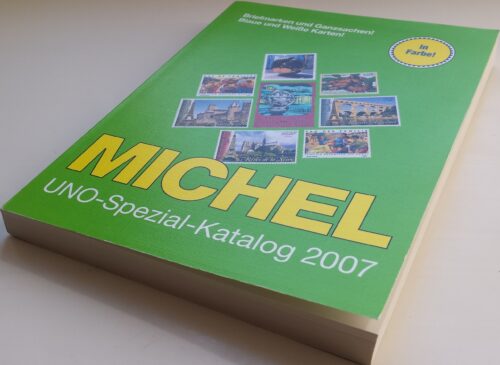 Briefmarken und Ganzsachen!
Blaue und Weiße Karten!
in
Farbe!
MICHEL
UNO-Spezial-Katalog 2007